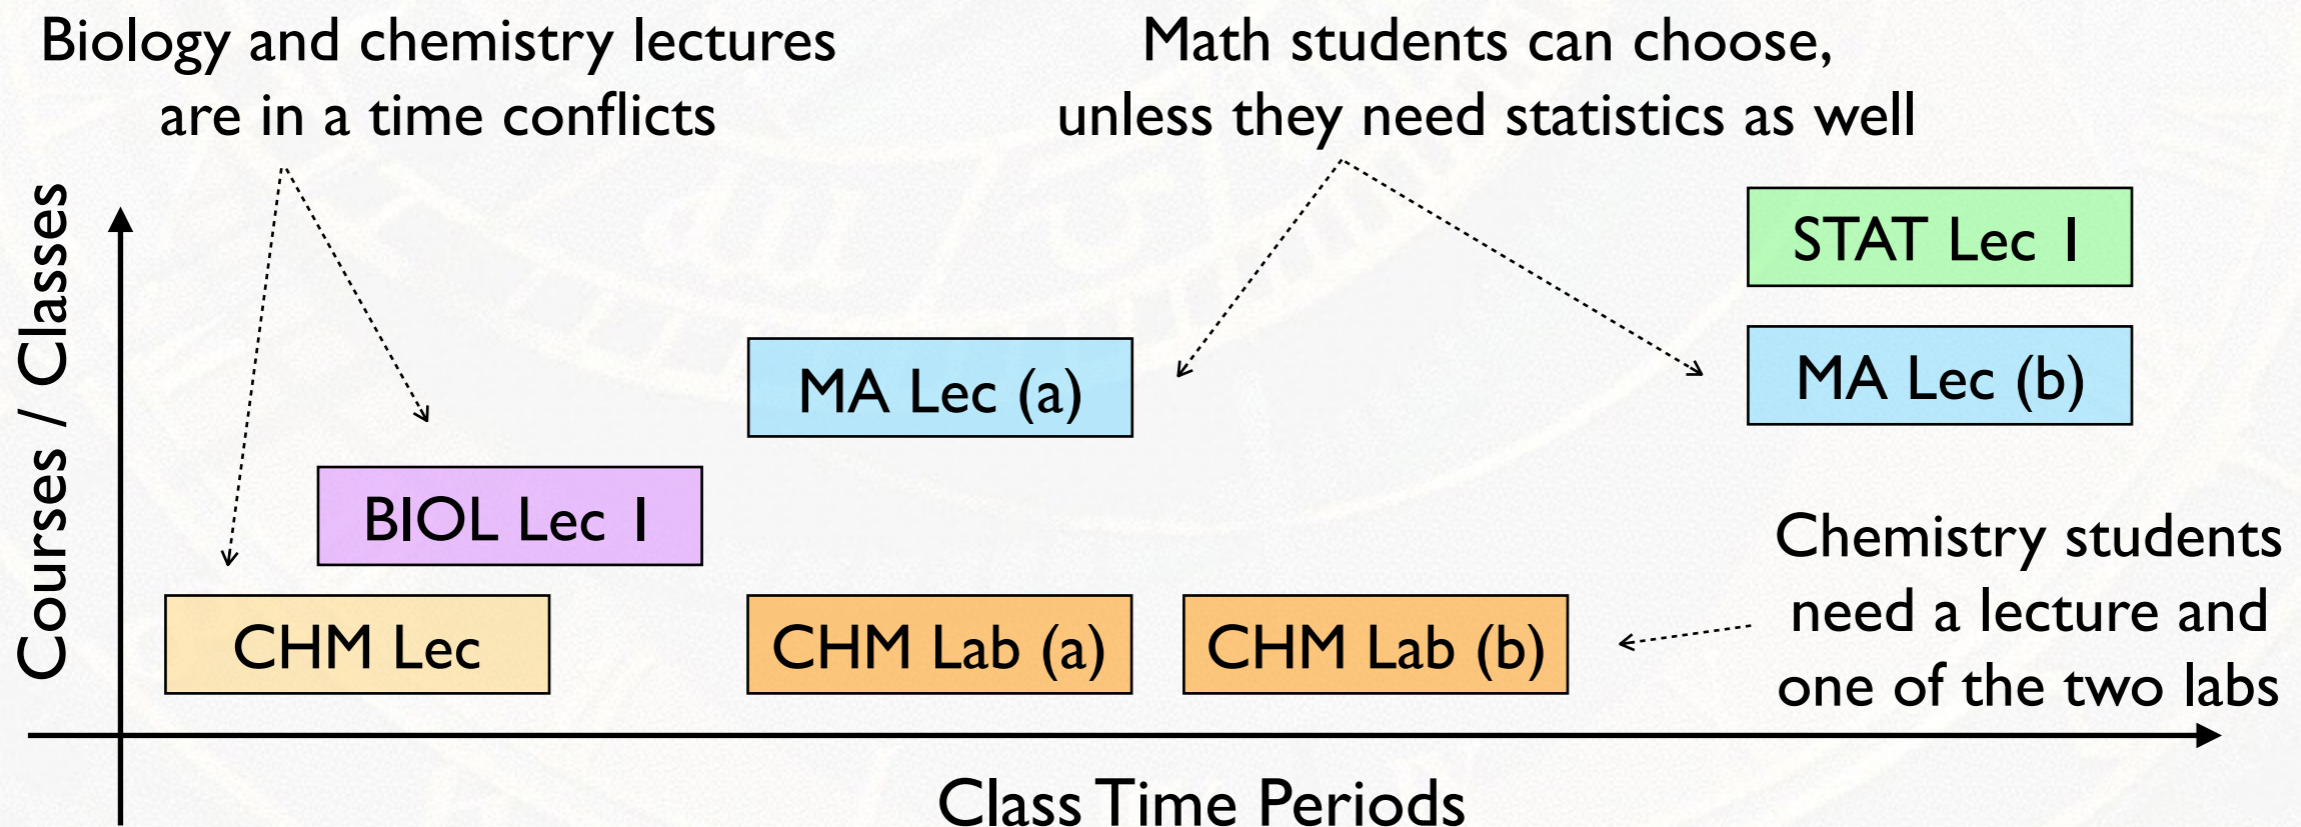 Biology and chemistry lectures
are in a time conflicts
Math students can choose,
unless they need statistics as well
Courses / Classes
STAT Lec 1
MA Lec (a)
MA Lec (b)
BIOL Lec 1
CHM Lec
CHM Lab (a)
CHM Lab (b)
Chemistry students
need a lecture and
one of the two labs
Class Time Periods